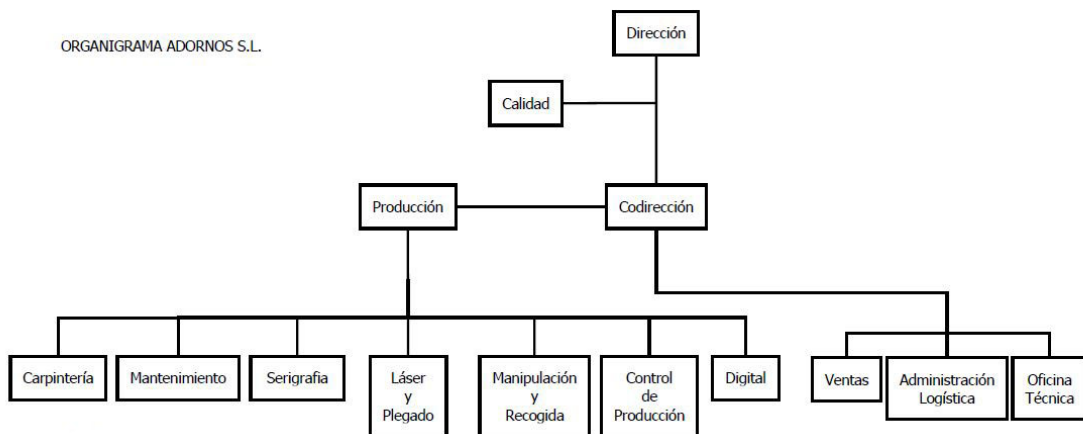 ORGANIGRAMA ADORNOS S.L.
Dirección
Calidad
Producción
Codirección
Carpintería
Mantenimiento
Serigrafia
Láser
y
Plegado
Manipulación
y
Recogida
Control
de
Producción
Digital
Ventas
Administración
Logística
Oficina
Técnica